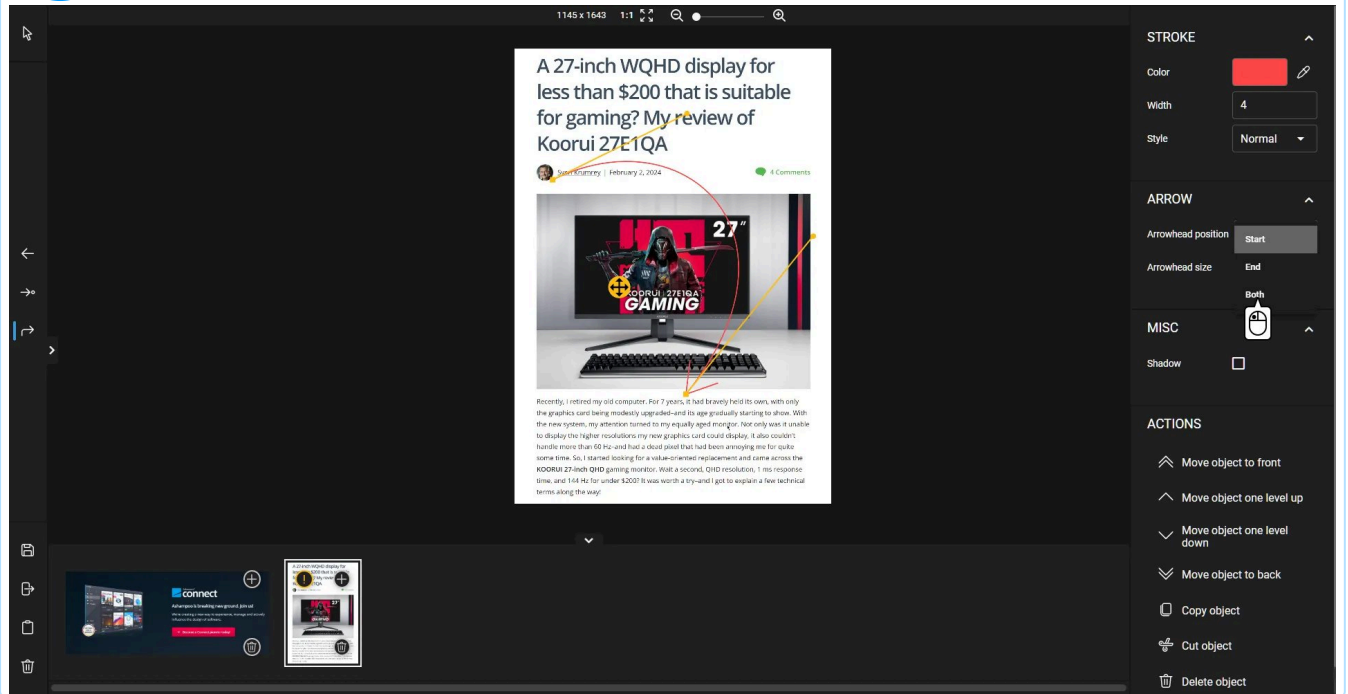 1145 x 1643 1:1
A 27-inch WQHD display for
less than $200 that is suitable
for gaming? My review of
Koorui 27E1QA
Sven Krumrey | February 2, 2024 4 Comments
27"
KOORUI 27E1QA
GAMING
Recently, I retired my old computer. For 7 years, it had bravely held its own, with only
the graphics card being modestly upgraded–and its age gradually starting to show. With
the new system, my attention turned to my equally aged monitor. Not only was it unable
to display the higher resolutions my new graphics card could display, it also couldn't
handle more than 60 Hz–and had a dead pixel that had been annoying me for quite
some time. So, I started looking for a value-oriented replacement and came across the
KOORUI 27-inch QHD gaming monitor. Wait a second, QHD resolution, 1 ms response
time, and 144 Hz for under $200? It was worth a try–and I got to explain a few technical
terms along the way!
STROKE
Color
Width 4
Style Normal
ARROW
Arrowhead position Start
Arrowhead size End
Both
MISC
Shadow
ACTIONS
Move object to front
Move object one level up
Move object one level
down
Move object to back
Copy object
Cut object
Delete object
connect
Ashampoo is breaking new ground. Join us!
A 27-inch WQHD display for
27"